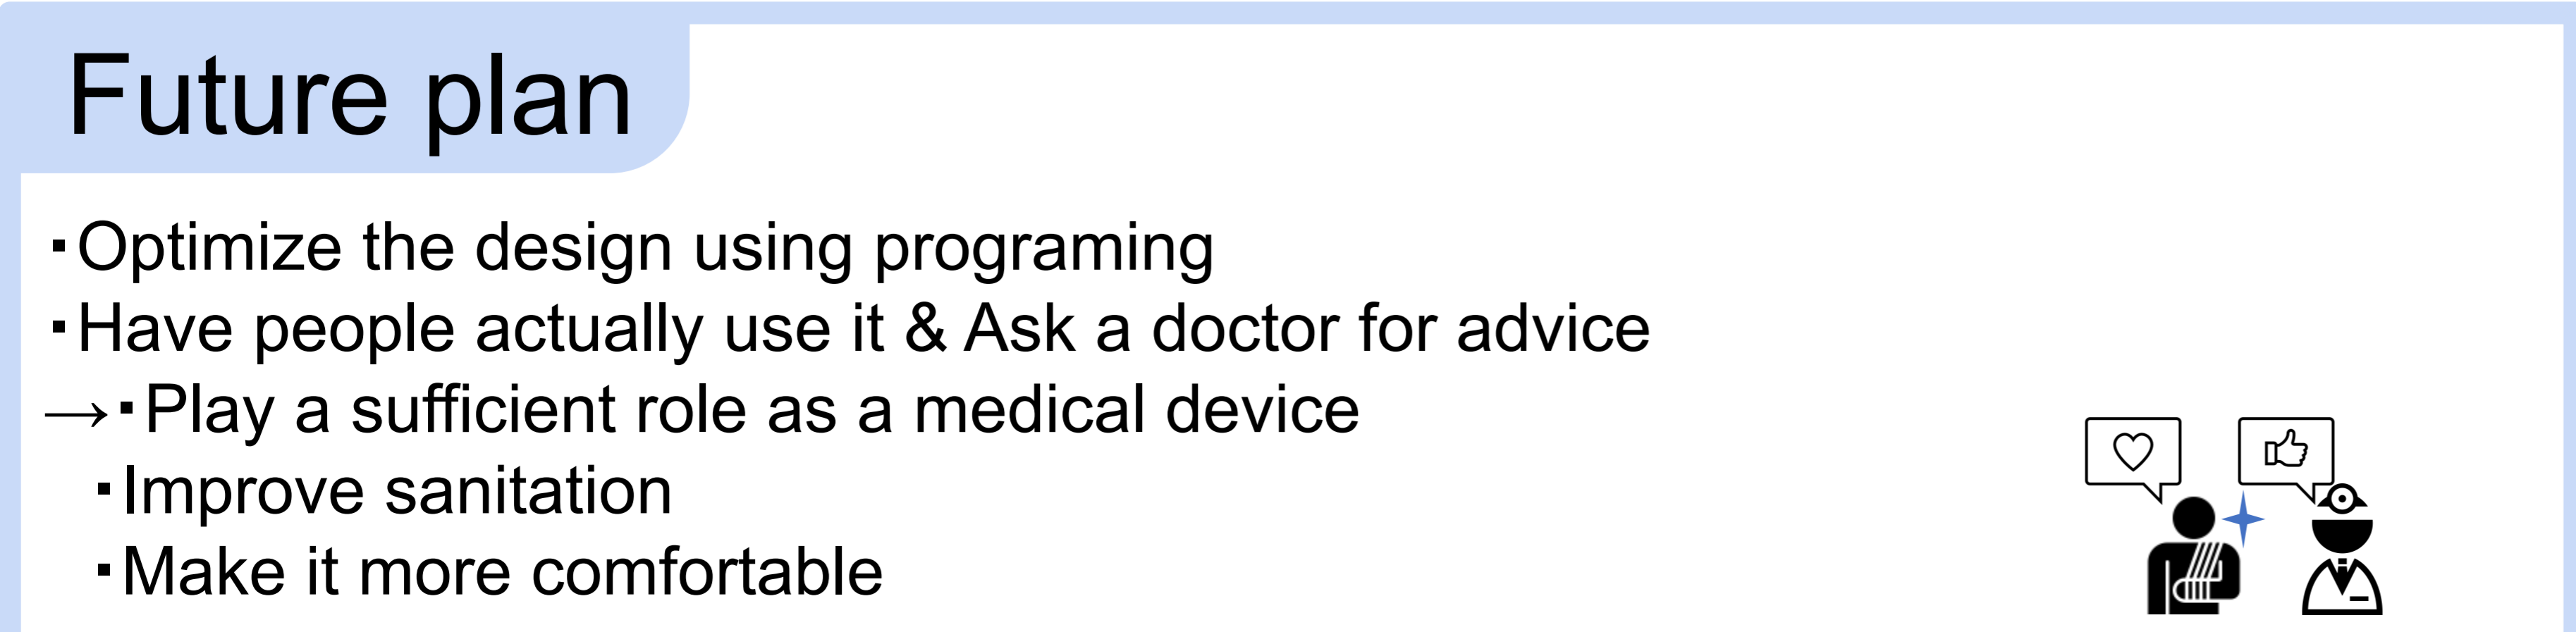 Future plan
・Optimize the design using programing
・Have people actually use it & Ask a doctor for advice
→・Play a sufficient role as a medical device
・Improve sanitation
・Make it more comfortable